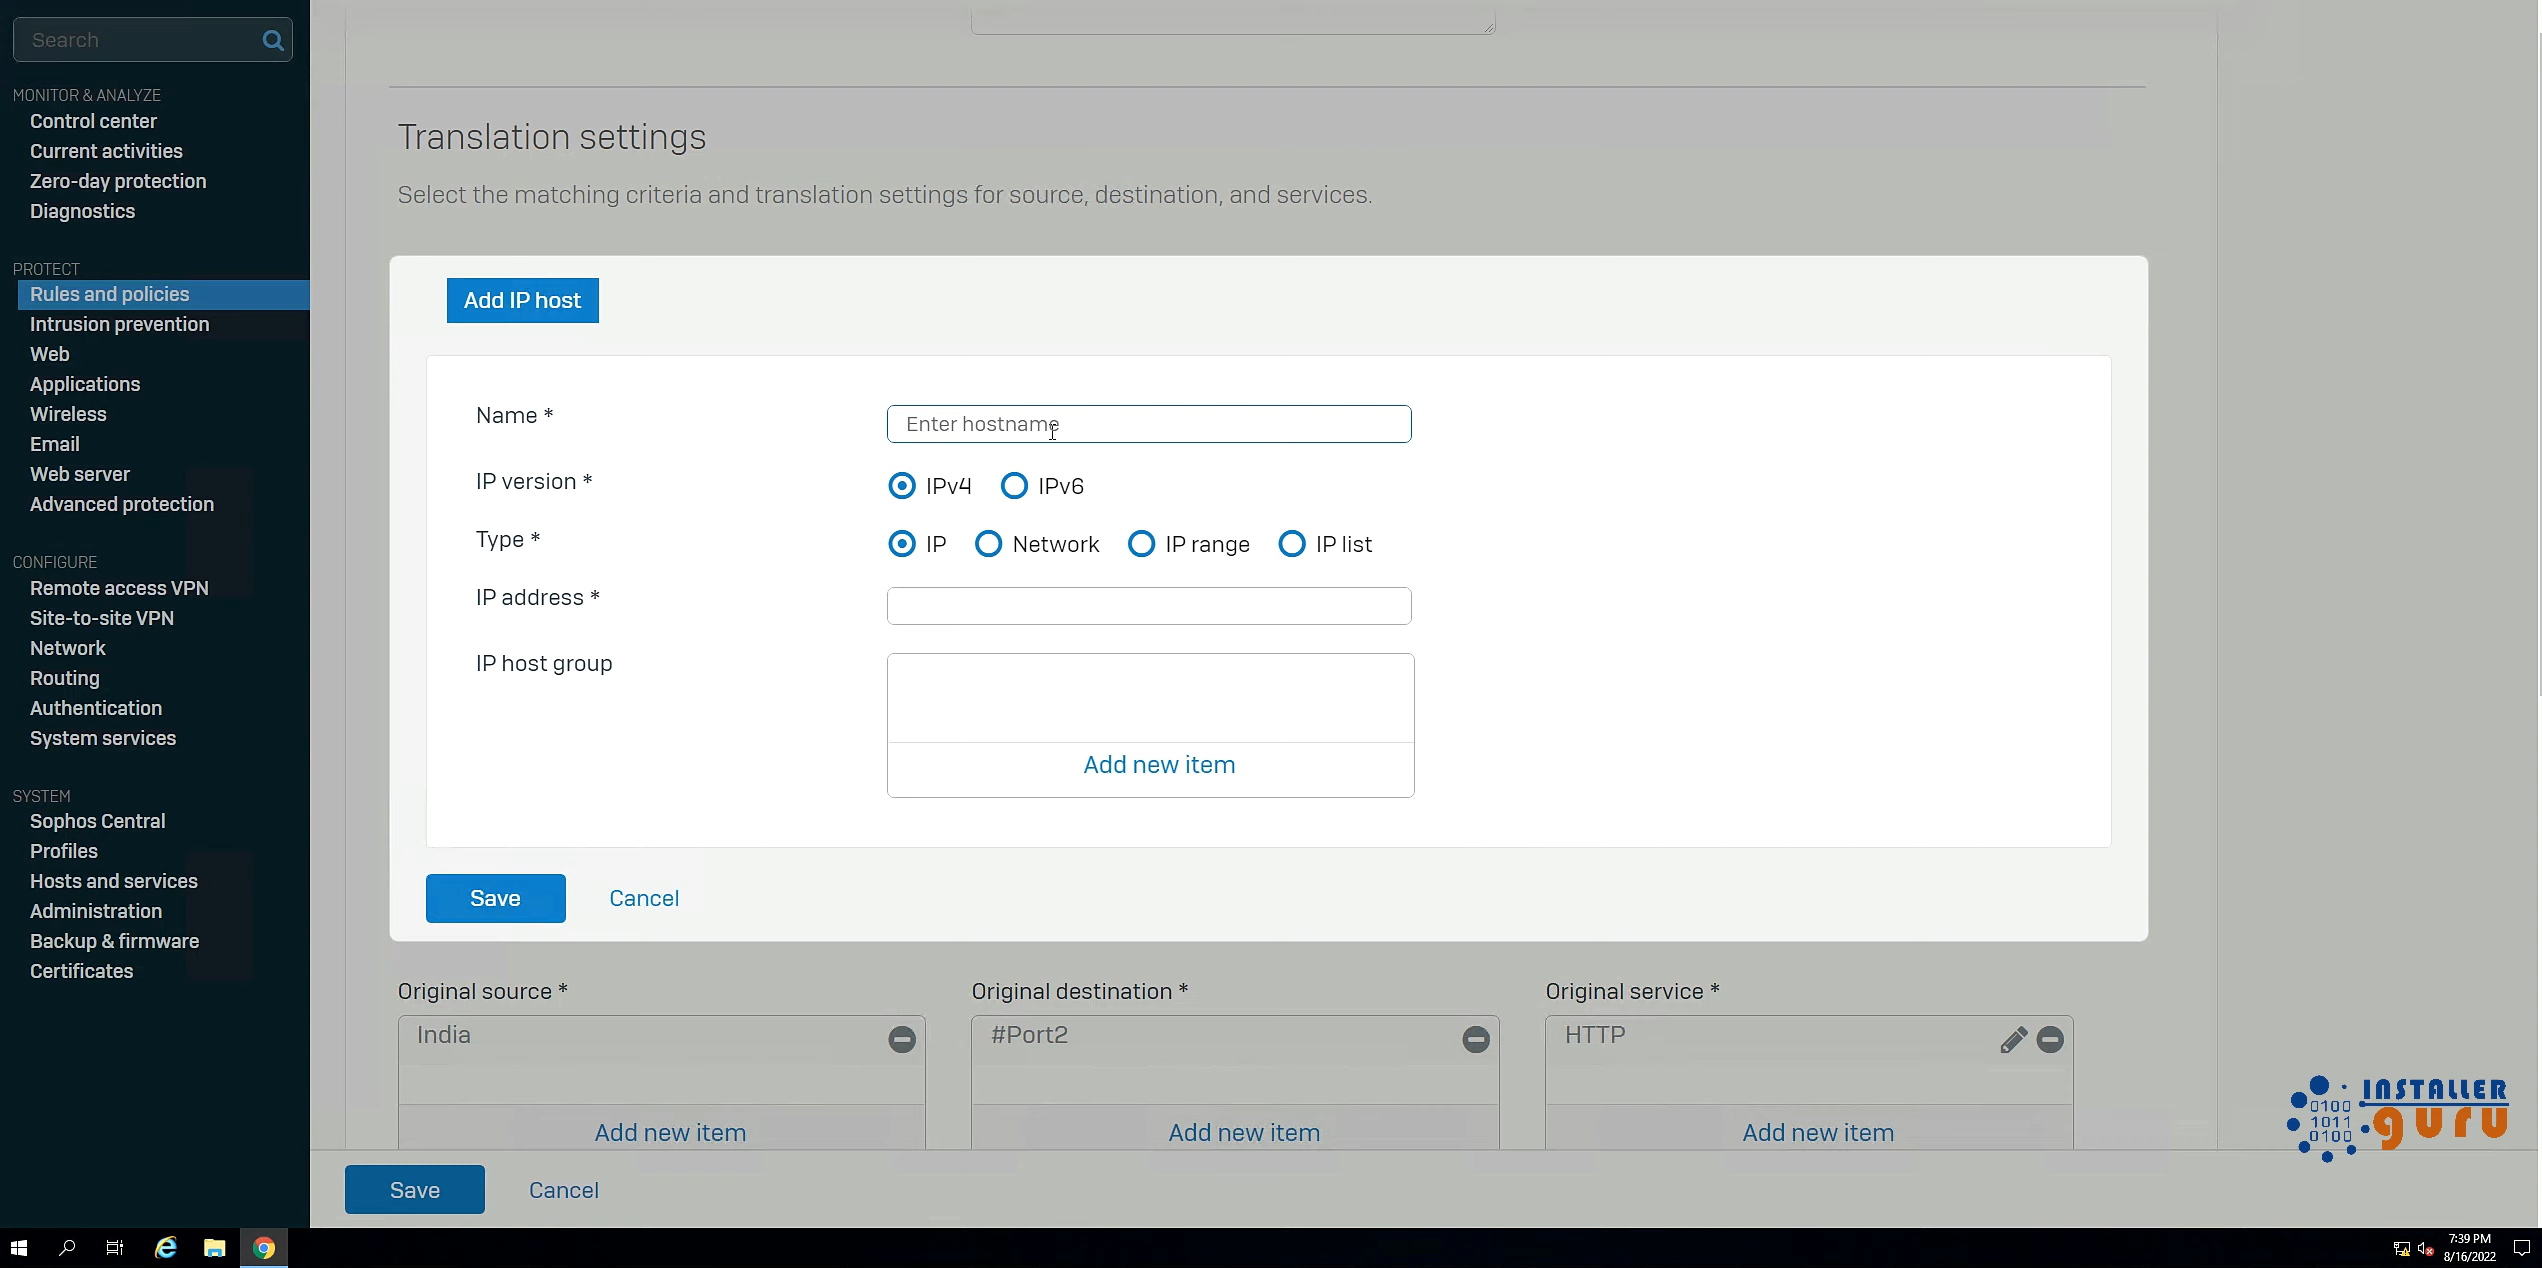 Search
MONITOR & ANALYZE
Control center
Current activities
Zero-day protection
Diagnostics
PROTECT
Rules and policies
Intrusion prevention
Web
Applications
Wireless
Email
Web server
Advanced protection
CONFIGURE
Remote access VPN
Site-to-site VPN
Network
Routing
Authentication
System services
SYSTEM
Sophos Central
Profiles
Hosts and services
Administration
Backup & firmware
Certificates
Translation settings
Select the matching criteria and translation settings for source, destination, and services.
Add IP host
Name *
Enter hostname
IP version *
IPv4 IPv6
Type *
IP Network IP range IP list
IP address *
IP host group
Add new item
Save Cancel
Original source * Original destination * Original service *
India #Port2 HTTP
Add new item Add new item Add new item
Save Cancel
0100
1011
0100
INSTALLER
guru
7:39 PM
8/16/2022